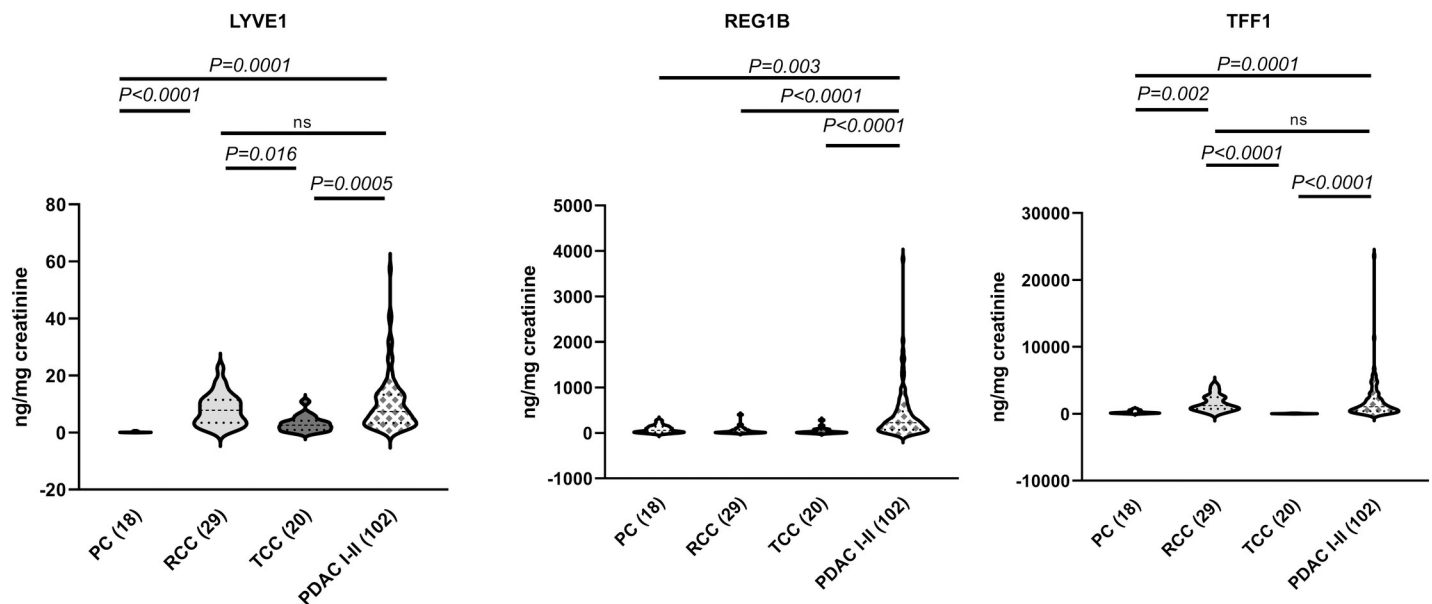 LYVE1
P=0.0001
P<0.0001
ns
P=0.016
P=0.0005
80
60
40
20
0
-20
ng/mg creatinine
PC (18)
RCC (29)
TCC (20)
PDAC I-II (102)
REG1B
P=0.003
P<0.0001
P<0.0001
5000
4000
3000
2000
1000
0
-1000
ng/mg creatinine
PC (18)
RCC (29)
TCC (20)
PDAC I-II (102)
TFF1
P=0.0001
P=0.002
ns
P<0.0001
P<0.0001
30000
20000
10000
0
-10000
ng/mg creatinine
PC (18)
RCC (29)
TCC (20)
PDAC I-II (102)